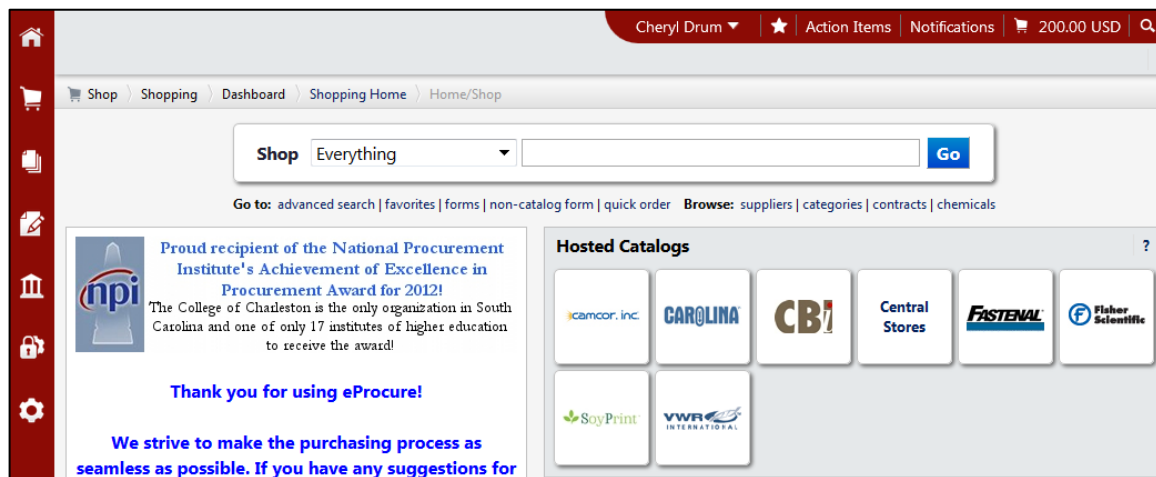 Cheryl Drum Action Items Notifications 200.00 USD
Shop Shopping Dashboard Shopping Home Home/Shop
Shop Everything Go
Go to: advanced search | favorites | forms | non-catalog form | quick order Browse: suppliers | categories | contracts | chemicals
npi
Proud recipient of the National Procurement
Institute's Achievement of Excellence in
Procurement Award for 2012!
The College of Charleston is the only organization in South
Carolina and one of only 17 institutes of higher education
to receive the award!
Thank you for using eProcure!
We strive to make the purchasing process as
seamless as possible. If you have any suggestions for
Hosted Catalogs ?
camcor, inc.
CAROLINA
CBi
Central
Stores
FASTENAL
Fisher
Scientific
SoyPrint
VWR
INTERNATIONAL